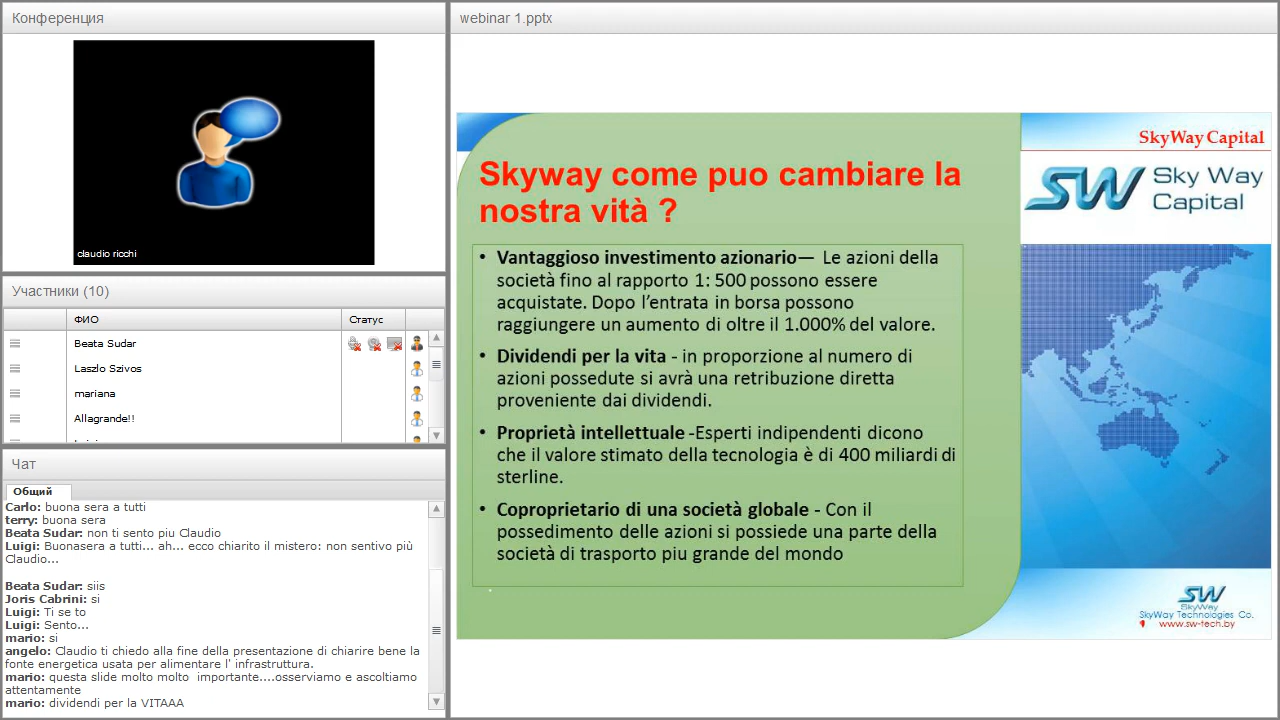 Конференция
claudio ricchi
Участники (10)
ФИО
Статус
Beata Sudar
Laszlo Szivos
mariana
Allagrande!!
Чат
Общий
Carlo: buona sera a tutti
terry: buona sera
Beata Sudar: non ti sento piu Claudio
Luigi: Buonasera a tutti... ah... ecco chiarito il mistero: non sentivo più
Claudio...
Beata Sudar: siis
Joris Cabrini: si
Luigi: Ti se to
Luigi: Sento...
mario: si
angelo: Claudio ti chiedo alla fine della presentazione di chiarire bene la
fonte energetica usata per alimentare l' infrastruttura.
mario: questa slide molto molto  importante....osserviamo e ascoltiamo
attentamente
mario: dividendi per la VITAAA
webinar 1.pptx
Skyway come puo cambiare la
nostra vità ?
• Vantaggioso investimento azionario— Le azioni della
società fino al rapporto 1: 500 possono essere
acquistate. Dopo l’entrata in borsa possono
raggiungere un aumento di oltre il 1.000% del valore.
• Dividendi per la vita - in proporzione al numero di
azioni possedute si avrà una retribuzione diretta
proveniente dai dividendi.
• Proprietà intellettuale -Esperti indipendenti dicono
che il valore stimato della tecnologia è di 400 miliardi di
sterline.
• Coproprietario di una società globale - Con il
possedimento delle azioni si possiede una parte della
società di trasporto piu grande del mondo
SkyWay Capital
SW Sky Way
Capital
SW
SkyWay
SkyWay Technologies Co.
www.sw-tech.by